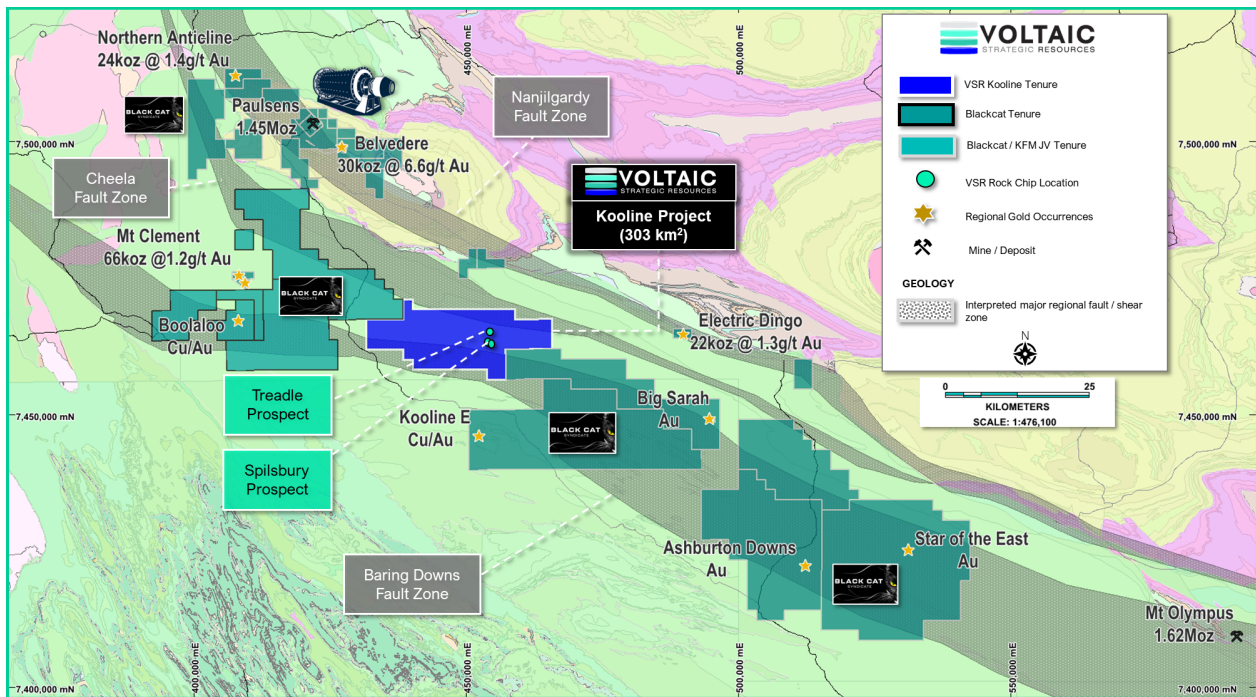 Northern Anticline
24koz @ 1.4g/t Au
BLACK CAT
SYNDICATE
Paulsens
1.45Moz
Belvedere
30koz @ 6.6g/t Au
Nanjilgardy
Fault Zone
450,000 mE
500,000 mE
7,500,000 mN
7,500,000 mN
Cheela
Fault Zone
VOLTAIC
STRATEGIC RESOURCES
Kooline Project
(303 km²)
Mt Clement
66koz @1.2g/t Au
BLACK CAT
SYNDICATE
Boolaloo
Cu/Au
Electric Dingo
22koz @ 1.3g/t Au
Treadle
Prospect
Spilsbury
Prospect
Kooline E
Cu/Au
BLACK CAT
SYNDICATE
Big Sarah
Au
7,450,000 mN
7,450,000 mN
Ashburton Downs
Au
BLACK CAT
SYNDICATE
Star of the East
Au
Baring Downs
Fault Zone
Mt Olympus
1.62Moz
7,400,000 mN
7,400,000 mN
400,000 mE
450,000 mE
500,000 mE
550,000 mE
VOLTAIC
STRATEGIC RESOURCES
VSR Kooline Tenure
Blackcat Tenure
Blackcat / KFM JV Tenure
VSR Rock Chip Location
Regional Gold Occurrences
Mine / Deposit
GEOLOGY
Interpreted major regional fault / shear
zone
N
0 25
KILOMETERS
SCALE: 1:476,100